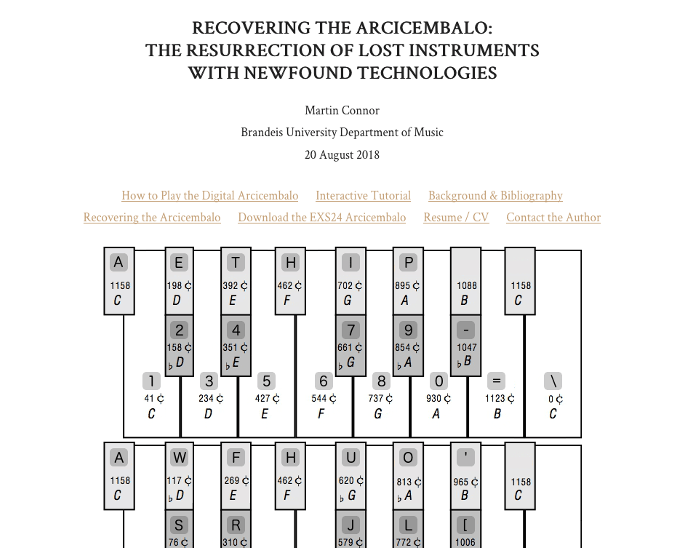 RECOVERING THE ARCICEMBALO:
THE RESURRECTION OF LOST INSTRUMENTS
WITH NEWFOUND TECHNOLOGIES
Martin Connor
Brandeis University Department of Music
20 August 2018
How to Play the Digital Arcicembalo Interactive Tutorial Background & Bibliography
Recovering the Arcicembalo Download the EXS24 Arcicembalo Resume / CV Contact the Author
A E T H I P
1158 198 ¢ 392 ¢ 462 ¢ 702 ¢ 895 ¢ 1088 1158
C D E F G A B C
2 4 7 9 -
158 ¢ 351 ¢ 661 ¢ 854 ¢ 1047
♭D ♭E ♭G ♭A ♭B
1 3 5 6 8 0 = \
41 ¢ 234 ¢ 427 ¢ 544 ¢ 737 ¢ 930 ¢ 1123 ¢ 0 ¢
C D E F G A B C
A W F H U O '
1158 117 ¢ 269 ¢ 462 ¢ 620 ¢ 813 ¢ 965 ¢ 1158
C ♭D E F ♭G ♭A B C
S R J L [
76 ¢ 310 ¢ 579 ¢ 772 ¢ 1006